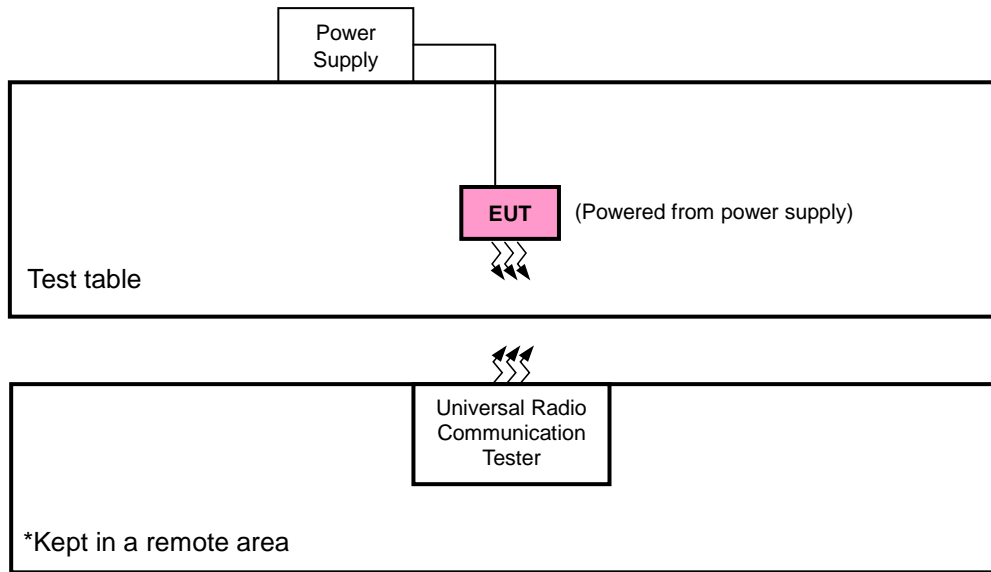 Power
Supply
EUT
(Powered from power supply)
Test table
Universal Radio
Communication
Tester
*Kept in a remote area